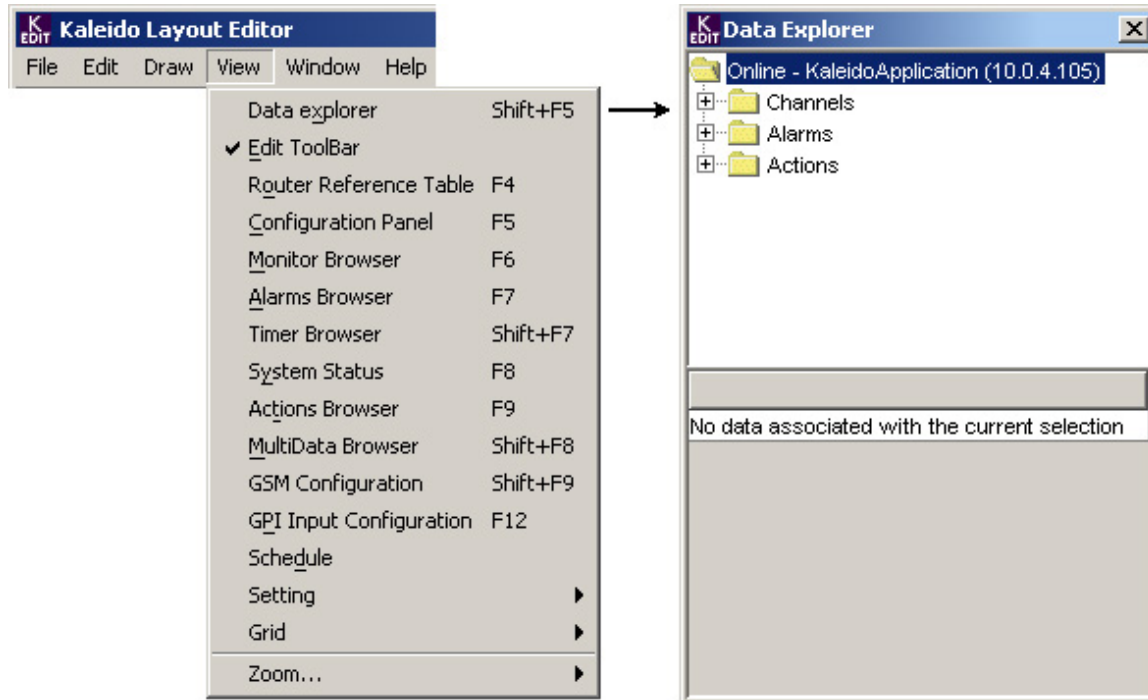 K EDIT Kaleido Layout Editor
File Edit Draw View Window Help
Data explorer Shift+F5
Edit ToolBar
Router Reference Table F4
Configuration Panel F5
Monitor Browser F6
Alarms Browser F7
Timer Browser Shift+F7
System Status F8
Actions Browser F9
MultiData Browser Shift+F8
GSM Configuration Shift+F9
GPI Input Configuration F12
Schedule
Setting
Grid
Zoom...
K EDIT Data Explorer
Online - KaleidoApplication (10.0.4.105)
Channels
Alarms
Actions
No data associated with the current selection